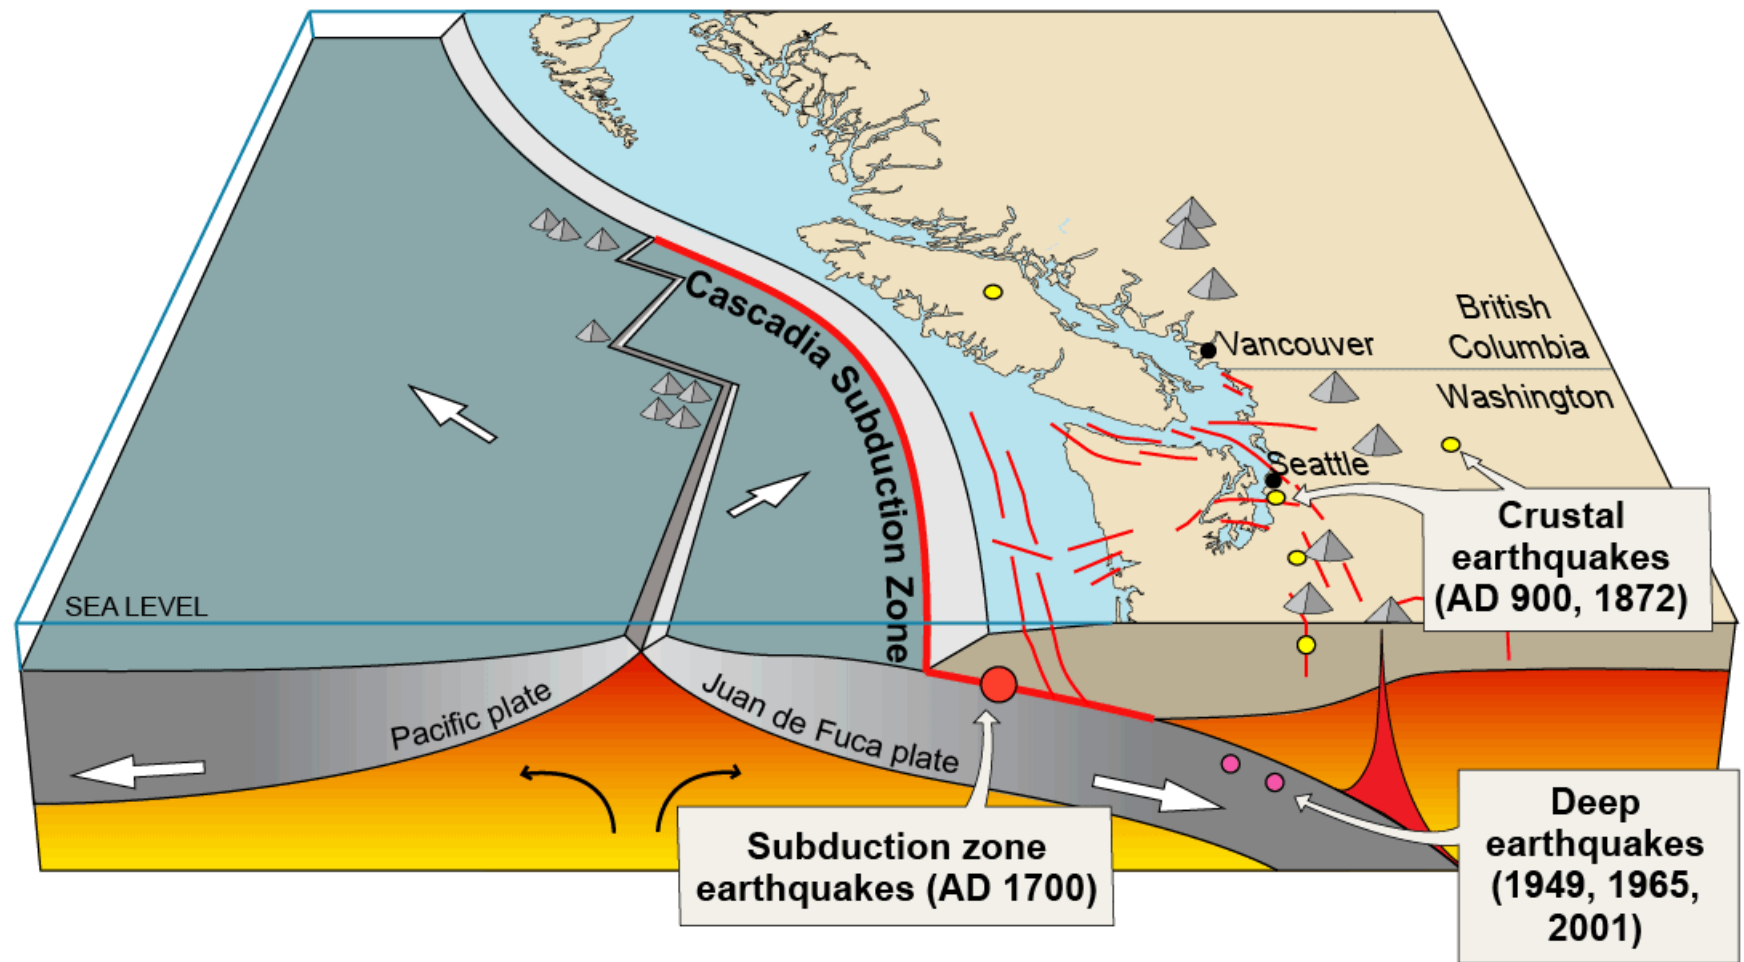 British
Columbia
Vancouver
Washington
Cascadia Subduction Zone
Seattle
Crustal
earthquakes
(AD 900, 1872)
SEA LEVEL
Pacific plate
Juan de Fuca plate
Subduction zone
earthquakes (AD 1700)
Deep
earthquakes
(1949, 1965,
2001)